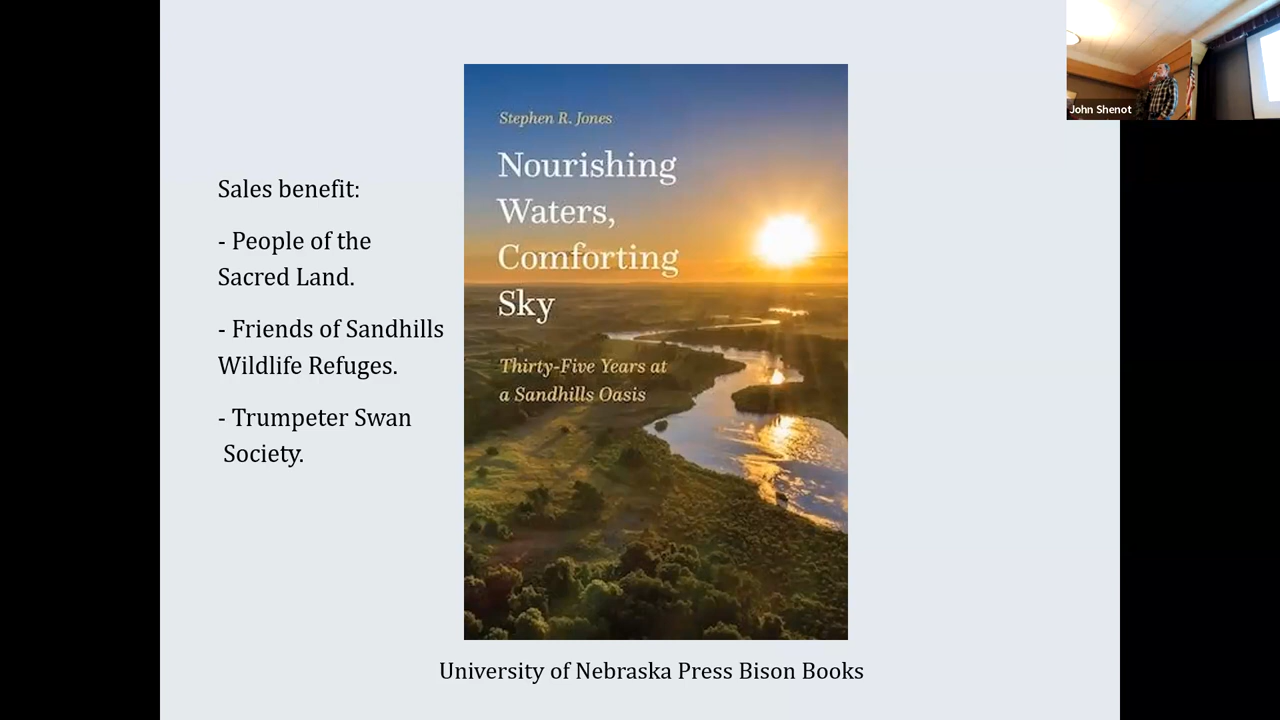 Sales benefit:
- People of the
Sacred Land.
- Friends of Sandhills
Wildlife Refuges.
- Trumpeter Swan
Society.
Stephen R. Jones
Nourishing
Waters,
Comforting
Sky
Thirty-Five Years at
a Sandhills Oasis
University of Nebraska Press Bison Books
John Shenot